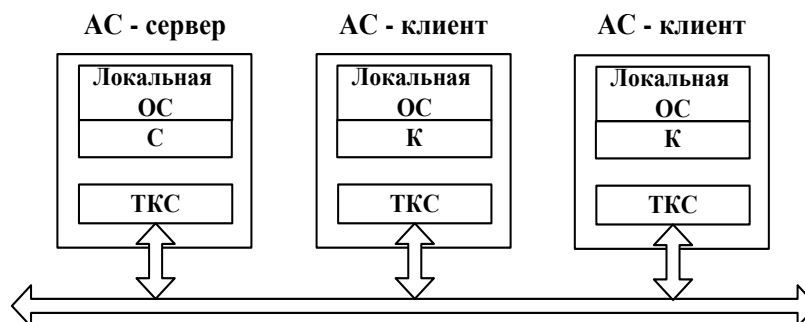 АС - сервер
АС - клиент
АС - клиент
Локальная
ОС
С
ТКС
Локальная
ОС
К
ТКС
Локальная
ОС
К
ТКС